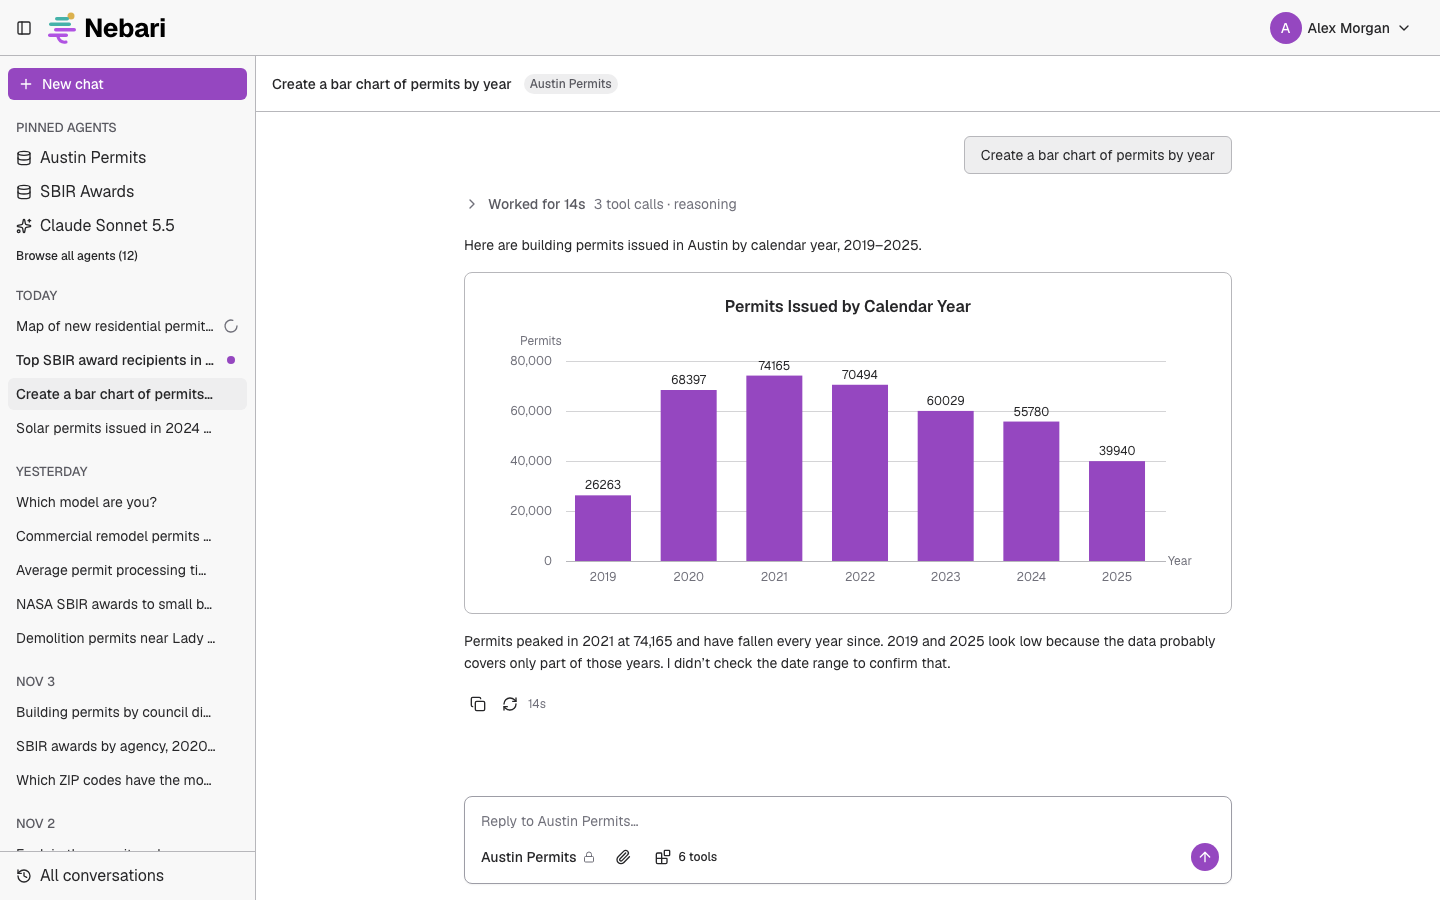 Nebari
A
Alex Morgan
New chat
PINNED AGENTS
Austin Permits
SBIR Awards
Claude Sonnet 5.5
Browse all agents (12)
TODAY
Map of new residential permit…
Top SBIR award recipients in …
Create a bar chart of permits…
Solar permits issued in 2024 …
YESTERDAY
Which model are you?
Commercial remodel permits …
Average permit processing ti…
NASA SBIR awards to small b…
Demolition permits near Lady …
NOV 3
Building permits by council di…
SBIR awards by agency, 2020…
Which ZIP codes have the mo…
NOV 2
All conversations
Create a bar chart of permits by year
Austin Permits
Create a bar chart of permits by year
Worked for 14s 3 tool calls · reasoning
Here are building permits issued in Austin by calendar year, 2019–2025.
Permits Issued by Calendar Year
Permits
80,000
60,000
40,000
20,000
0
26263
68397
74165
70494
60029
55780
39940
2019
2020
2021
2022
2023
2024
2025
Year
Permits peaked in 2021 at 74,165 and have fallen every year since. 2019 and 2025 look low because the data probably
covers only part of those years. I didn’t check the date range to confirm that.
14s
Reply to Austin Permits…
Austin Permits
6 tools